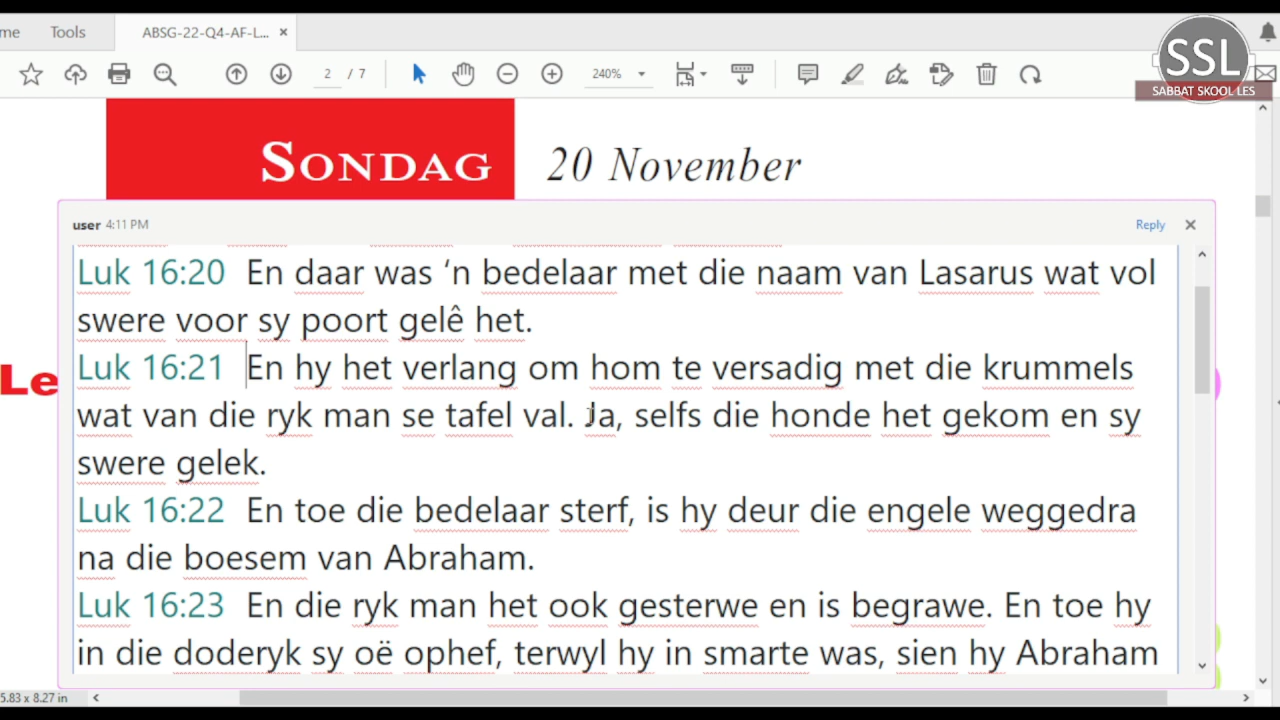 me Tools ABSG-22-Q4-AF-L... ×
2 / 7 240%
SSL
SABBAT SKOOL LES
SONDAG 20 November
user 4:11 PM Reply
Luk 16:20 En daar was ‘n bedelaar met die naam van Lasarus wat vol
swere voor sy poort gelê het.
Le
Luk 16:21 En hy het verlang om hom te versadig met die krummels
wat van die ryk man se tafel val. Ja, selfs die honde het gekom en sy
swere gelek.
Luk 16:22 En toe die bedelaar sterf, is hy deur die engele weggedra
na die boesem van Abraham.
Luk 16:23 En die ryk man het ook gesterwe en is begrawe. En toe hy
in die doderyk sy oë ophef, terwyl hy in smarte was, sien hy Abraham
5.83 x 8.27 in